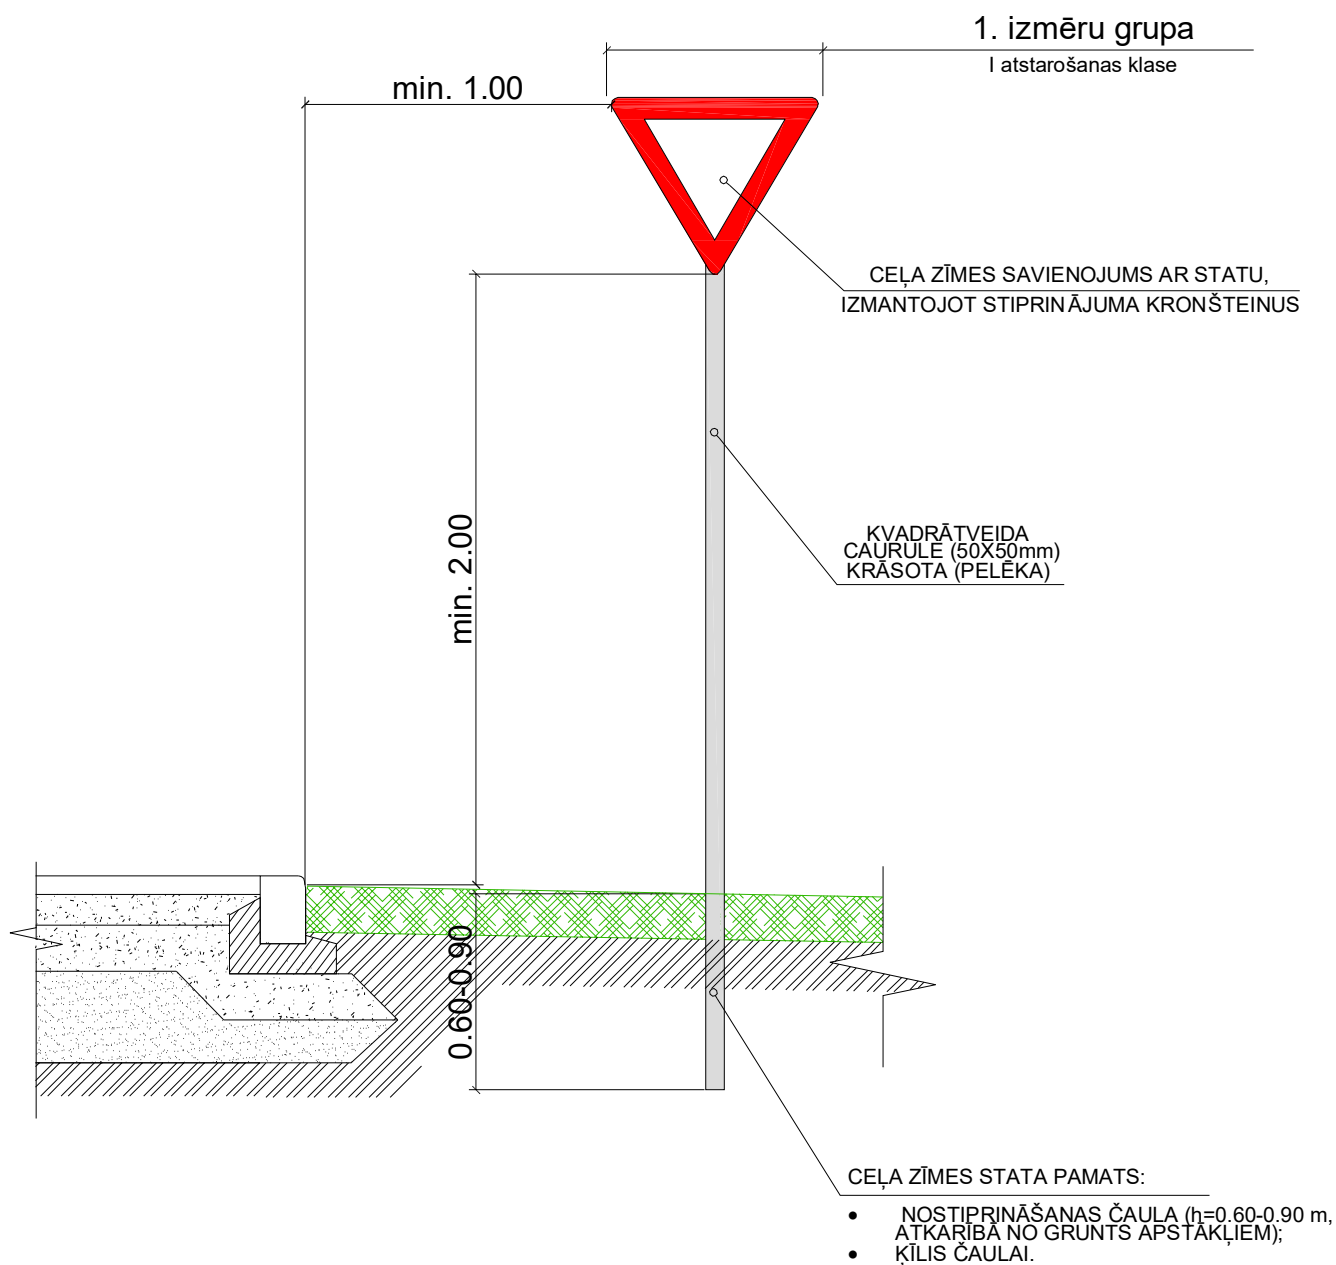 1. izmēru grupa
I atstarošanas klase
min. 1.00
CEĻA ZĪMES SAVIENOJUMS AR STATU,
IZMANTOJOT STIPRINĀJUMA KRONŠTEINUS
min. 2.00
KVADRĀTVEIDA
CAURULE (50X50mm)
KRĀSOTA (PELĒKA)
0.60-0.90
CEĻA ZĪMES STATA PAMATS:
• NOSTIPRINĀŠANAS ČAULA (h=0.60-0.90 m,
ATKARĪBĀ NO GRUNTS APSTĀKĻIEM);
• ĶĪLIS ČAULAI.